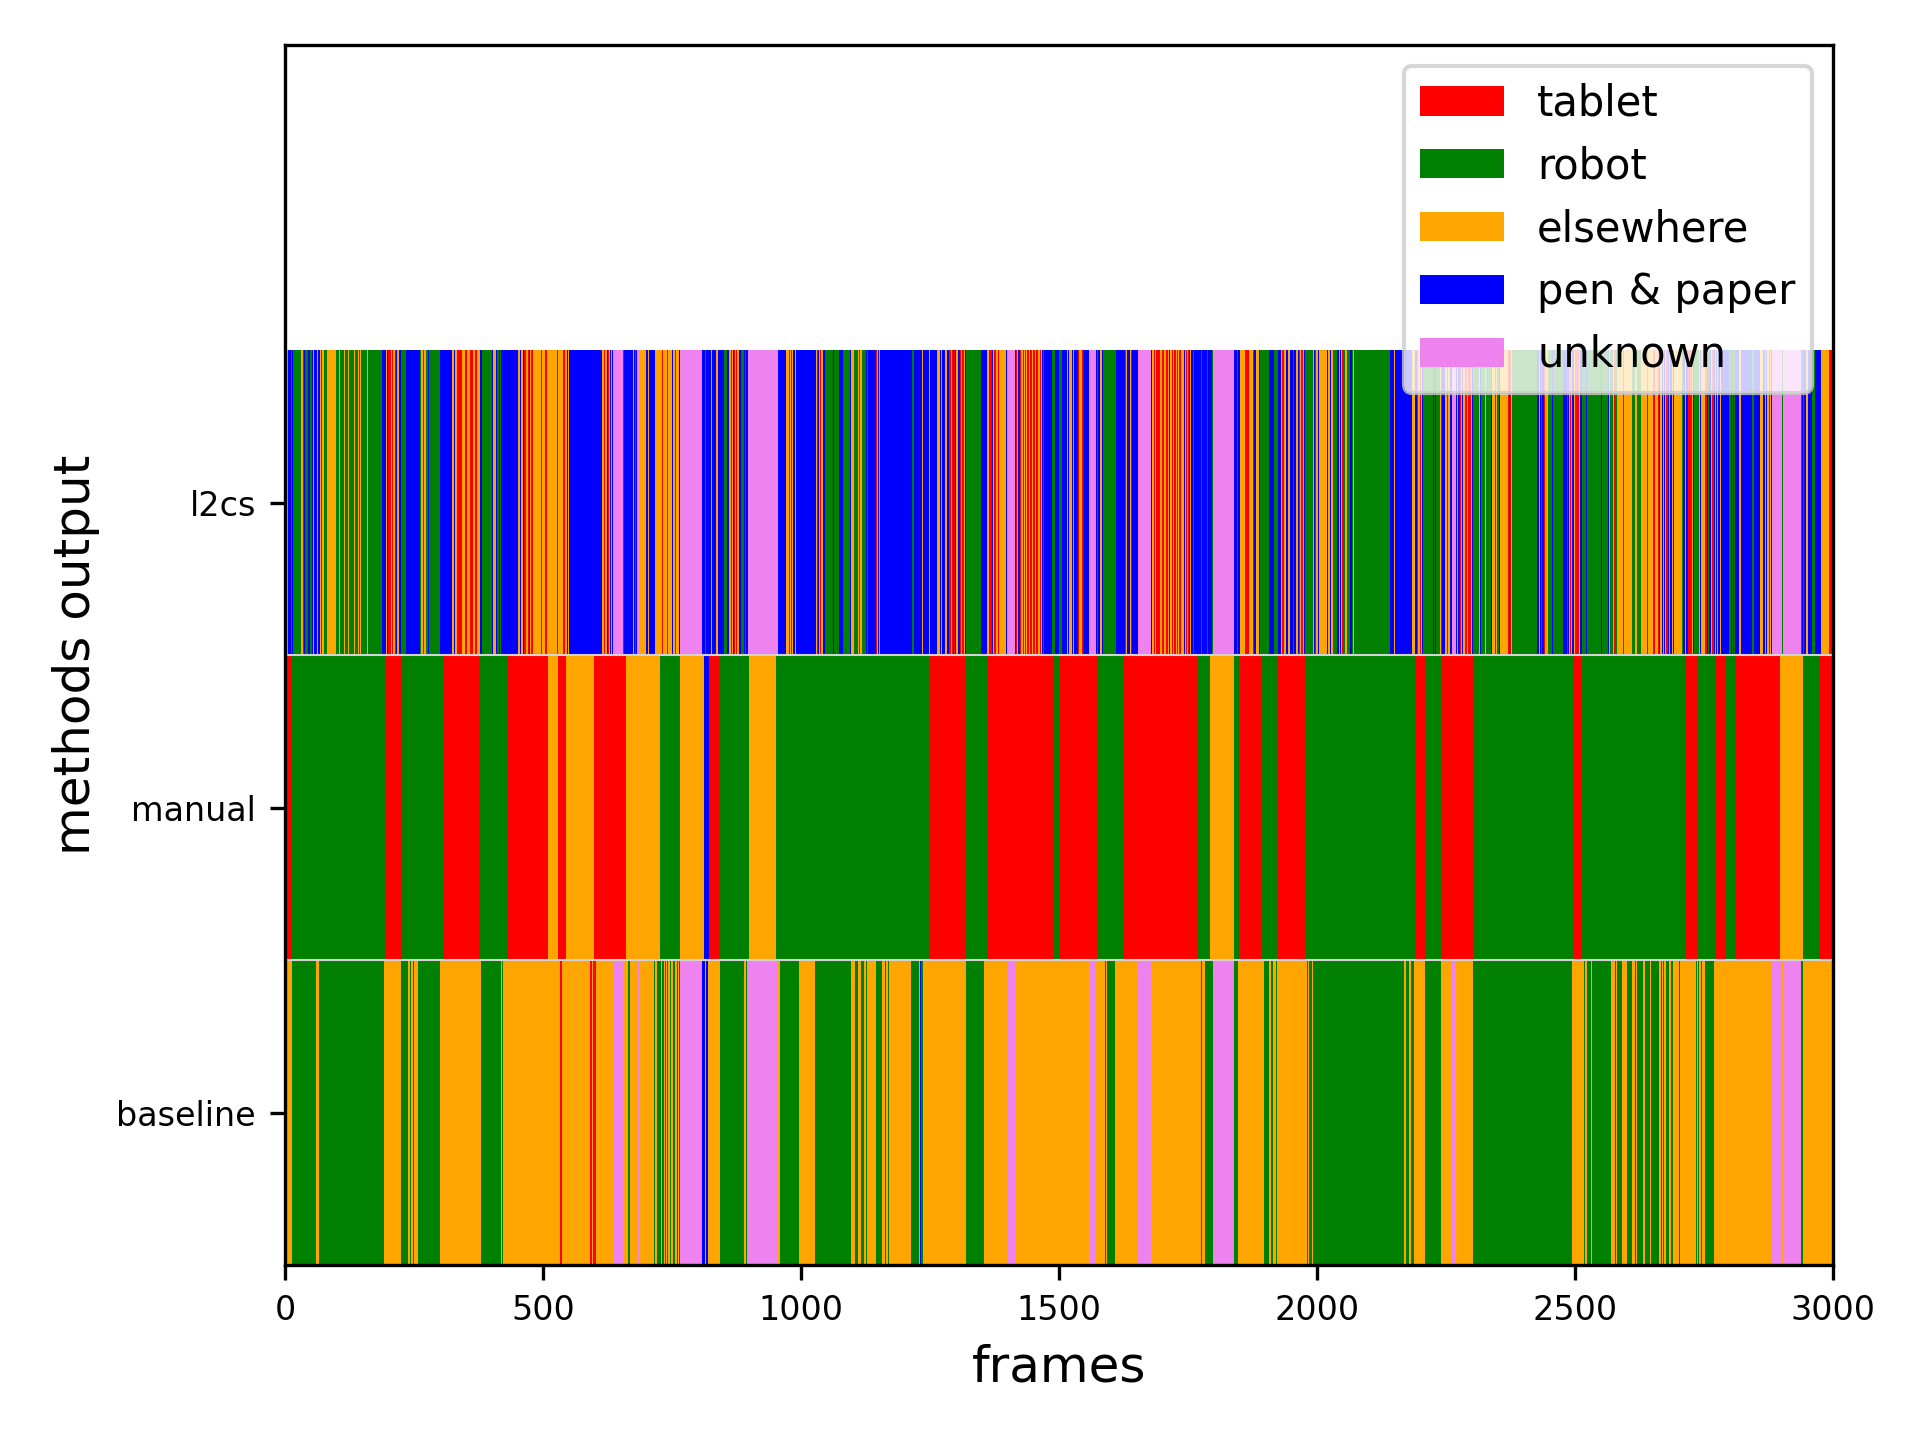 tablet
robot
elsewhere
pen & paper
unknown
methods output
l2cs
manual
baseline
0 500 1000 1500 2000 2500 3000
frames